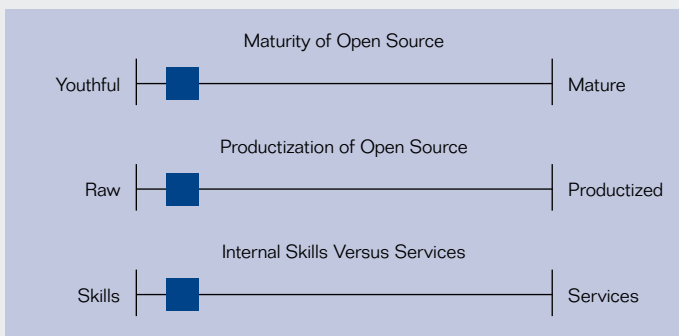 Maturity of Open Source
Youthful Mature
Productization of Open Source
Raw Productized
Internal Skills Versus Services
Skills Services